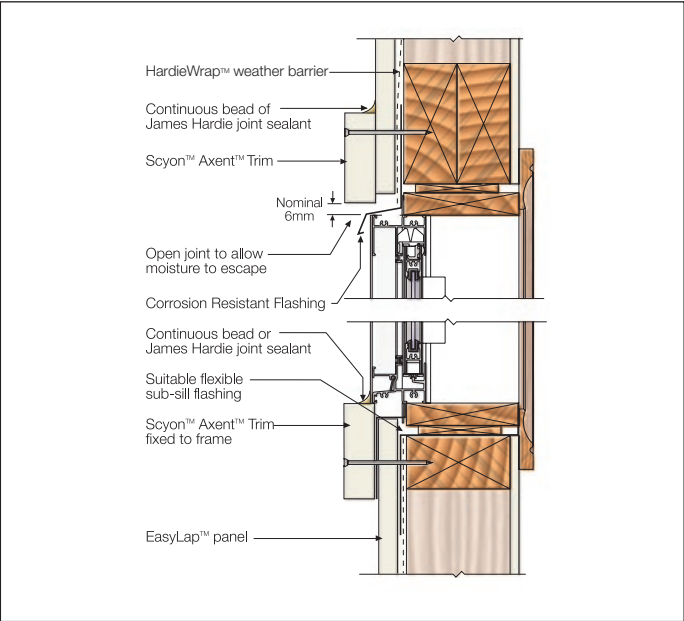 HardieWrap™ weather barrier
Continuous bead of
James Hardie joint sealant
Scyon™ Axent™ Trim
Nominal
6mm
Open joint to allow
moisture to escape
Corrosion Resistant Flashing
Continuous bead or
James Hardie joint sealant
Suitable flexible
sub-sill flashing
Scyon™ Axent™ Trim
fixed to frame
EasyLap™ panel